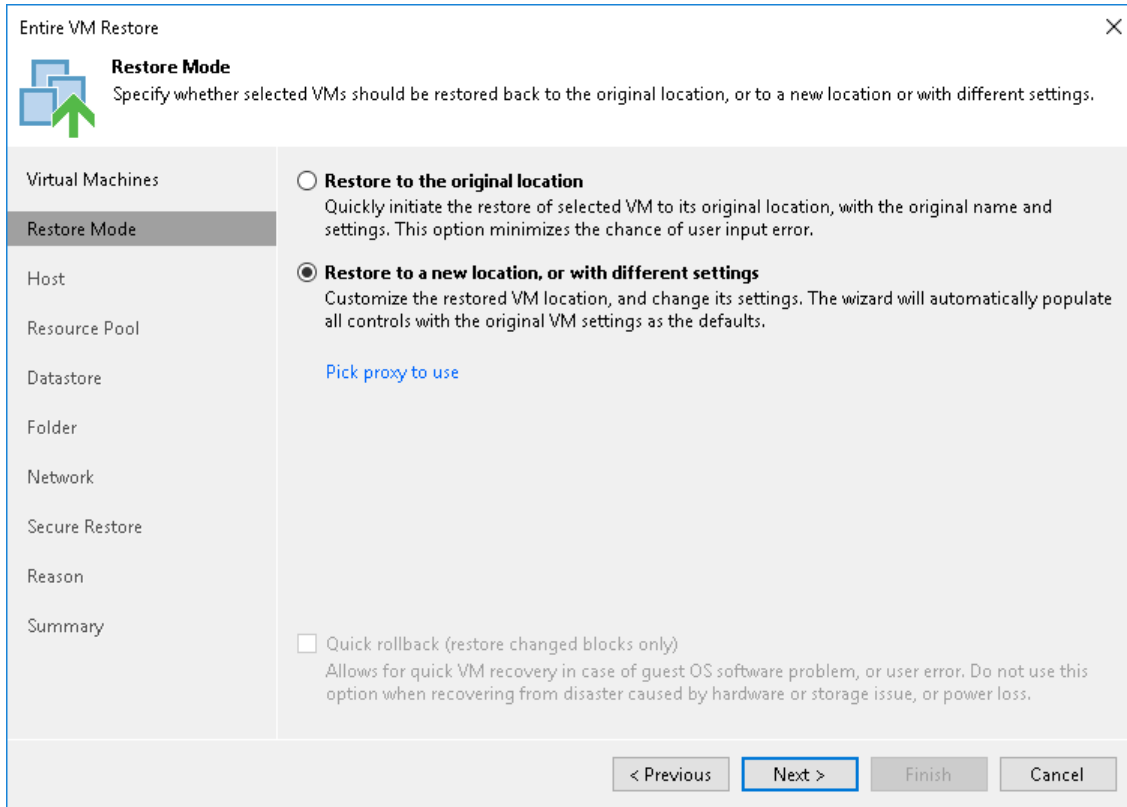 Entire VM Restore
Restore Mode
Specify whether selected VMs should be restored back to the original location, or to a new location or with different settings.
Virtual Machines
Restore Mode
Host
Resource Pool
Datastore
Folder
Network
Secure Restore
Reason
Summary
Restore to the original location
Quickly initiate the restore of selected VM to its original location, with the original name and
settings. This option minimizes the chance of user input error.
Restore to a new location, or with different settings
Customize the restored VM location, and change its settings. The wizard will automatically populate
all controls with the original VM settings as the defaults.
Pick proxy to use
Quick rollback (restore changed blocks only)
Allows for quick VM recovery in case of guest OS software problem, or user error. Do not use this
option when recovering from disaster caused by hardware or storage issue, or power loss.
< Previous
Next >
Finish
Cancel